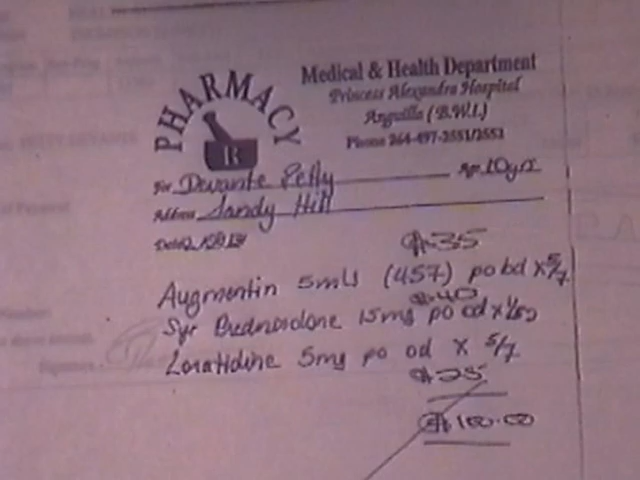 PHARMACY
R
Medical & Health Department
Princess Alexandra Hospital
Anguilla (B.W.I.)
Phone 264-497-2551/2552
For Devante Petty Age 10yrs
Address Sandy Hill
Date
$35
Augmentin 5mLs (457) po bd x 5/7
$40
Syr Prednisolone 15mg po od x
Loratidine 5mg po od x 5/7
$25
$100.00